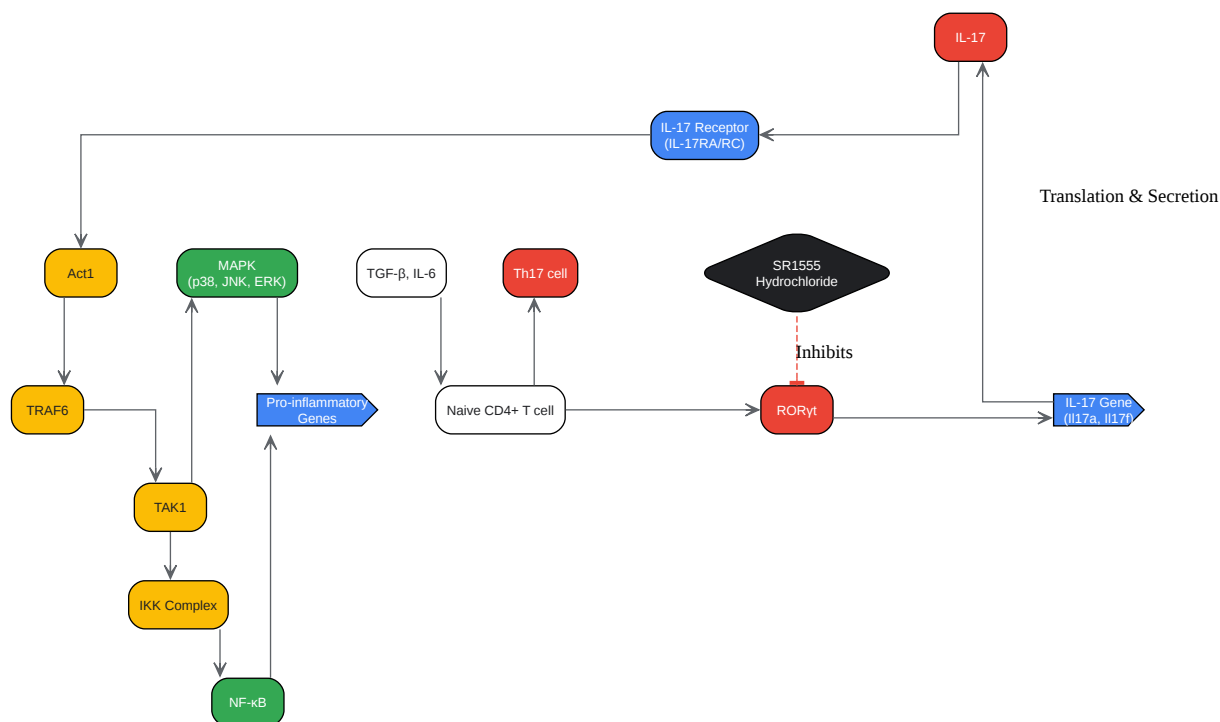 IL-17
IL-17 Receptor
(IL-17RA/RC)
Translation & Secretion
Act1
MAPK
(p38, JNK, ERK)
TGF-β, IL-6
Th17 cell
SR1555
Hydrochloride
Inhibits
TRAF6
Pro-inflammatory
Genes
Naive CD4+ T cell
RORγt
IL-17 Gene
(Il17a, Il17f)
TAK1
IKK Complex
NF-κB